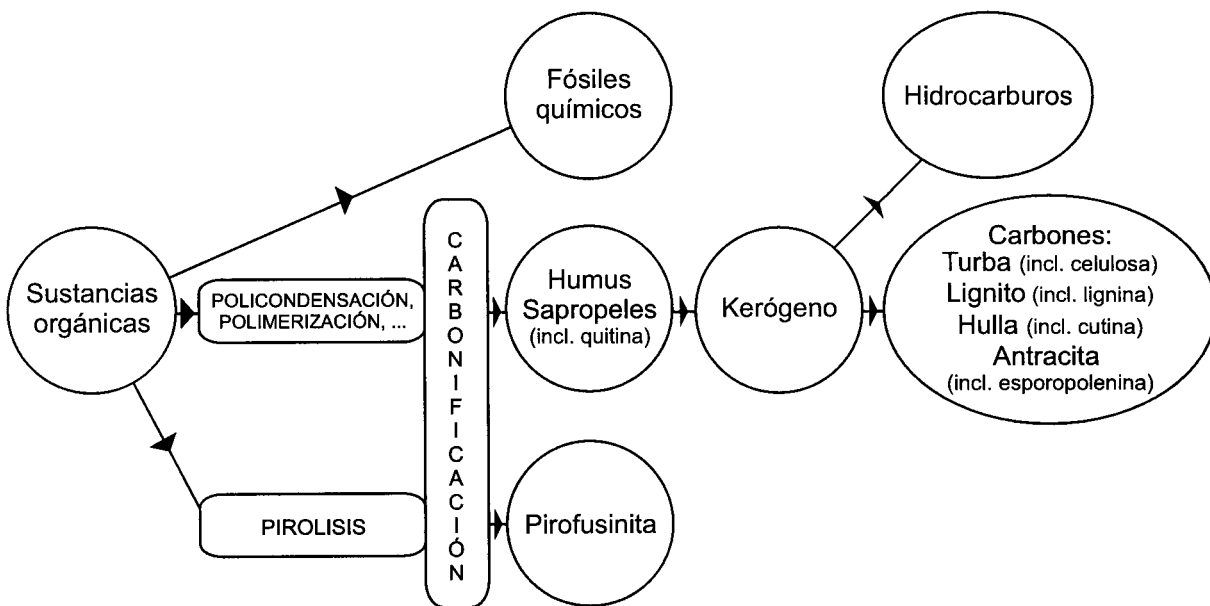 Fósiles
químicos
Hidrocarburos
Sustancias
orgánicas
POLICONDENSACIÓN,
POLIMERIZACIÓN, ...
CARBONIFICACIÓN
Humus
Sapropeles
(incl. quitina)
Kerógeno
Carbones:
Turba (incl. celulosa)
Lignito (incl. lignina)
Hulla (incl. cutina)
Antracita
(incl. esporopolenina)
PIROLISIS
Pirofusinita